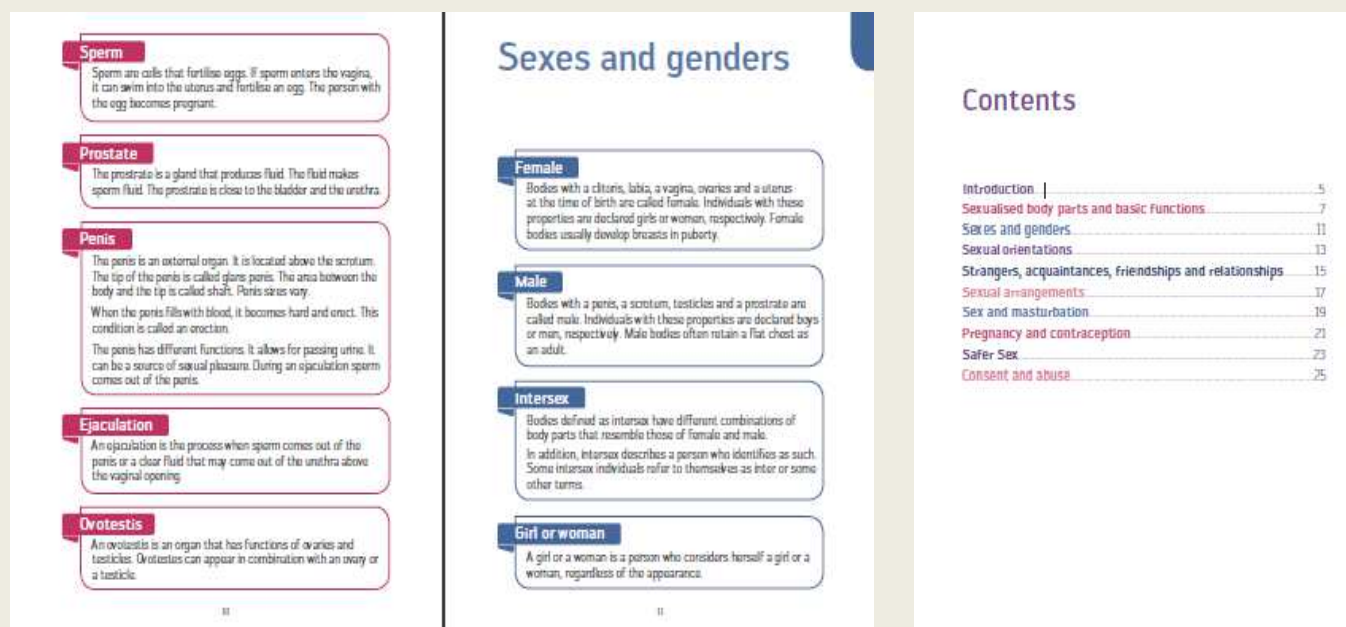 Sperm
Sperm are cells that fertilise eggs. If sperm enters the vagina,
it can swim into the uterus and fertilise an egg. The person with
the egg becomes pregnant.
Prostate
The prostrate is a gland that produces fluid. The fluid makes
sperm fluid. The prostrate is close to the bladder and the urethra.
Penis
The penis is an external organ. It is located above the scrotum.
The tip of the penis is called glans penis. The area between the
body and the tip is called shaft. Penis sizes vary.
When the penis fills with blood, it becomes hard and erect. This
condition is called an erection.
The penis has different functions. It allows for passing urine. It
can be a source of sexual pleasure. During an ejaculation sperm
comes out of the penis.
Ejaculation
An ejaculation is the process when sperm comes out of the
penis or a clear fluid that may come out of the urethra above
the vaginal opening.
Ovotestis
An ovotestis is an organ that has functions of ovaries and
testicles. Ovotestes can appear in combination with an ovary or
a testicle.
10
Sexes and genders
Female
Bodies with a clitoris, labia, a vagina, ovaries and a uterus
at the time of birth are called female. Individuals with these
properties are declared girls or women, respectively. Female
bodies usually develop breasts in puberty.
Male
Bodies with a penis, a scrotum, testicles and a prostrate are
called male. Individuals with these properties are declared boys
or men, respectively. Male bodies often retain a flat chest as
an adult.
Intersex
Bodies defined as intersex have different combinations of
body parts that resemble those of female and male.
In addition, intersex describes a person who identifies as such.
Some intersex individuals refer to themselves as inter or some
other terms.
Girl or woman
A girl or a woman is a person who considers herself a girl or a
woman, regardless of the appearance.
11
Contents
Introduction 5
Sexualised body parts and basic functions 7
Sexes and genders 11
Sexual orientations 13
Strangers, acquaintances, friendships and relationships 15
Sexual arrangements 17
Sex and masturbation 19
Pregnancy and contraception 21
Safer Sex 23
Consent and abuse 25